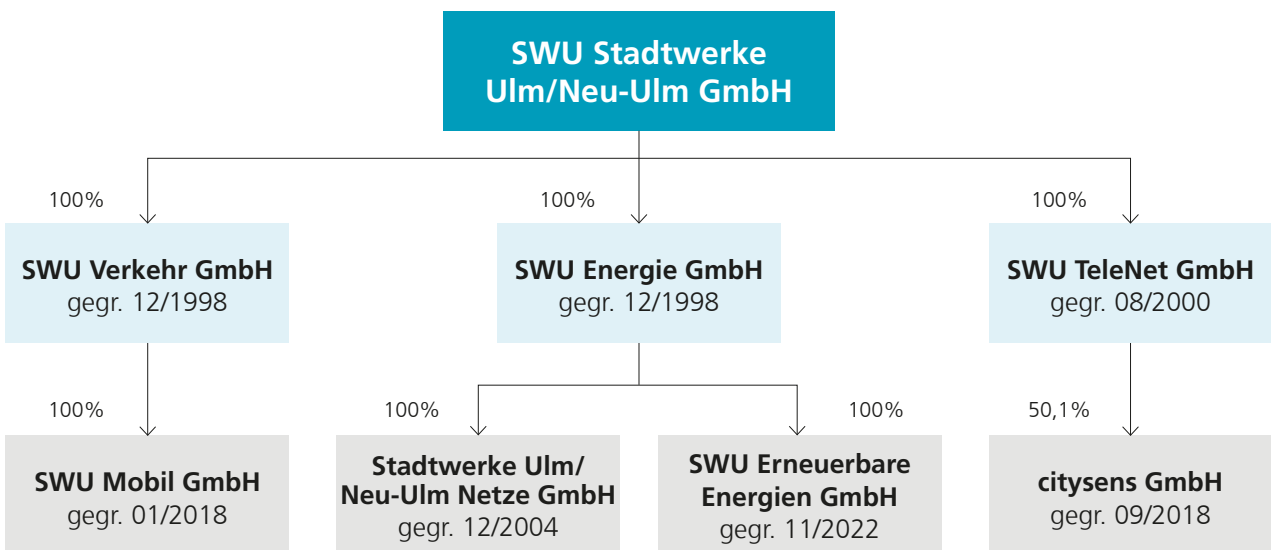 SWU Stadtwerke
Ulm/Neu-Ulm GmbH
100%
100%
100%
SWU Verkehr GmbH
gegr. 12/1998
SWU Energie GmbH
gegr. 12/1998
SWU TeleNet GmbH
gegr. 08/2000
100%
100%
100%
50,1%
SWU Mobil GmbH
gegr. 01/2018
Stadtwerke Ulm/
Neu-Ulm Netze GmbH
gegr. 12/2004
SWU Erneuerbare
Energien GmbH
gegr. 11/2022
citysens GmbH
gegr. 09/2018